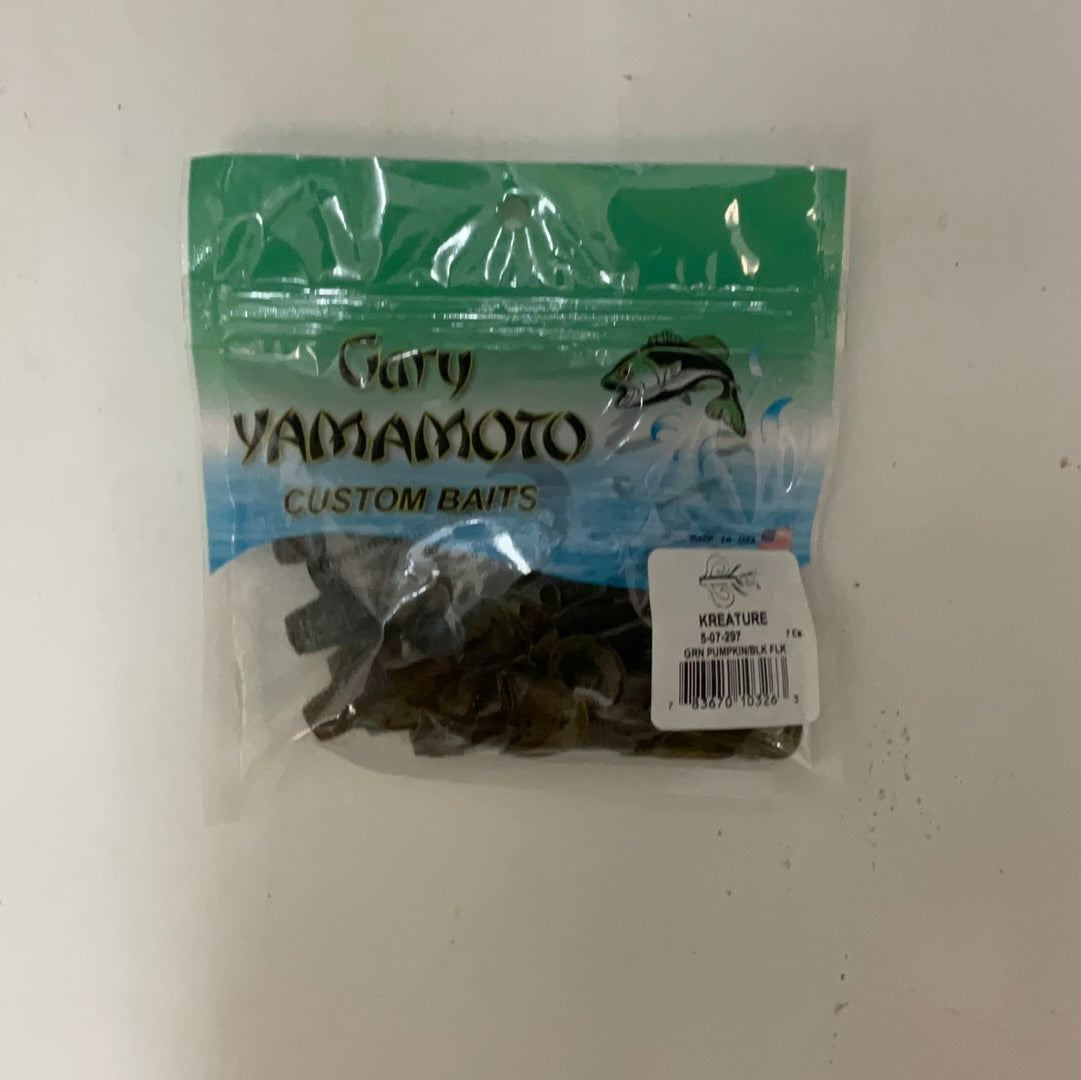 Gary
YAMAMOTO
CUSTOM BAITS
Made in USA
KREATURE
5-07-297 7 Ea
GRN PUMPKIN/BLK FLK
7 83670 10326 3